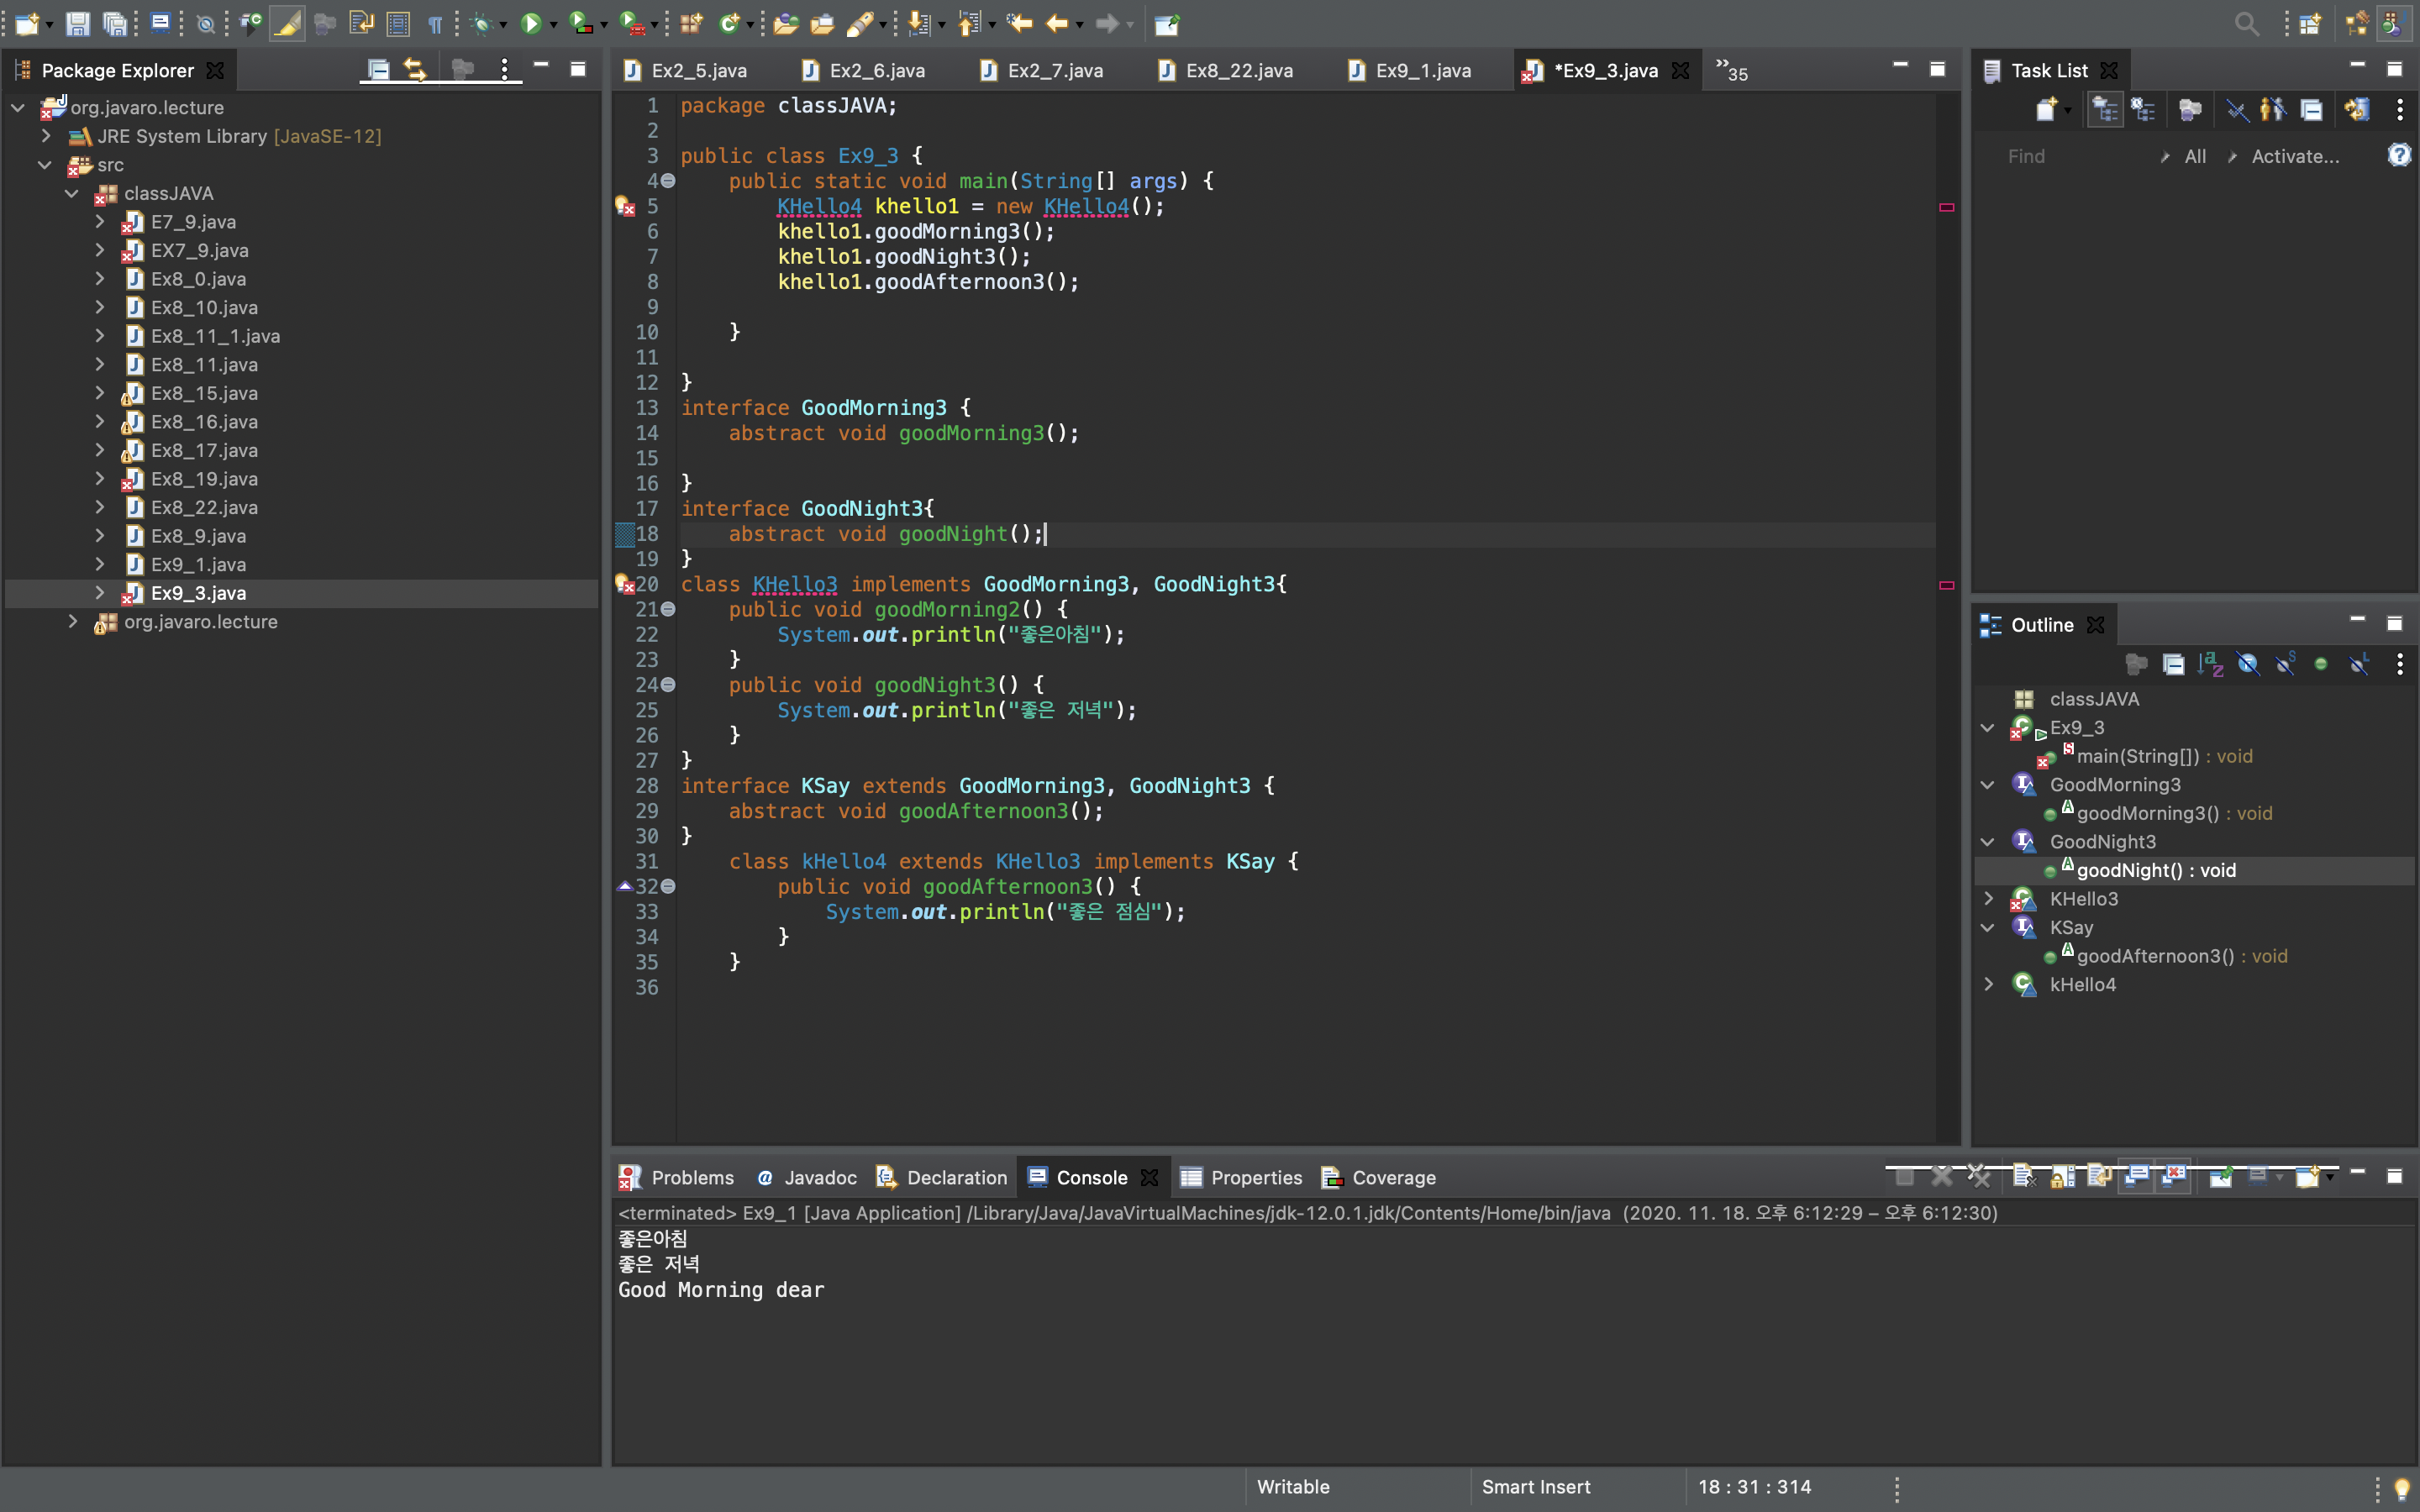 Package Explorer
org.javaro.lecture
JRE System Library [JavaSE-12]
src
classJAVA
E7_9.java
EX7_9.java
Ex8_0.java
Ex8_10.java
Ex8_11_1.java
Ex8_11.java
Ex8_15.java
Ex8_16.java
Ex8_17.java
Ex8_19.java
Ex8_22.java
Ex8_9.java
Ex9_1.java
Ex9_3.java
org.javaro.lecture
Ex2_5.java Ex2_6.java Ex2_7.java Ex8_22.java Ex9_1.java *Ex9_3.java »35
1 package classJAVA;
2
3 public class Ex9_3 {
4 public static void main(String[] args) {
5 KHello4 khello1 = new KHello4();
6 khello1.goodMorning3();
7 khello1.goodNight3();
8 khello1.goodAfternoon3();
9
10 }
11
12 }
13 interface GoodMorning3 {
14 abstract void goodMorning3();
15
16 }
17 interface GoodNight3{
18 abstract void goodNight();
19 }
20 class KHello3 implements GoodMorning3, GoodNight3{
21 public void goodMorning2() {
22 System.out.println("좋은아침");
23 }
24 public void goodNight3() {
25 System.out.println("좋은 저녁");
26 }
27 }
28 interface KSay extends GoodMorning3, GoodNight3 {
29 abstract void goodAfternoon3();
30 }
31 class kHello4 extends KHello3 implements KSay {
32 public void goodAfternoon3() {
33 System.out.println("좋은 점심");
34 }
35 }
36
Task List
Find All Activate...
Outline
classJAVA
Ex9_3
main(String[]) : void
GoodMorning3
goodMorning3() : void
GoodNight3
goodNight() : void
KHello3
KSay
goodAfternoon3() : void
kHello4
Problems @ Javadoc Declaration Console Properties Coverage
<terminated> Ex9_1 [Java Application] /Library/Java/JavaVirtualMachines/jdk-12.0.1.jdk/Contents/Home/bin/java (2020. 11. 18. 오후 6:12:29 – 오후 6:12:30)
좋은아침
좋은 저녁
Good Morning dear
Writable Smart Insert 18 : 31 : 314